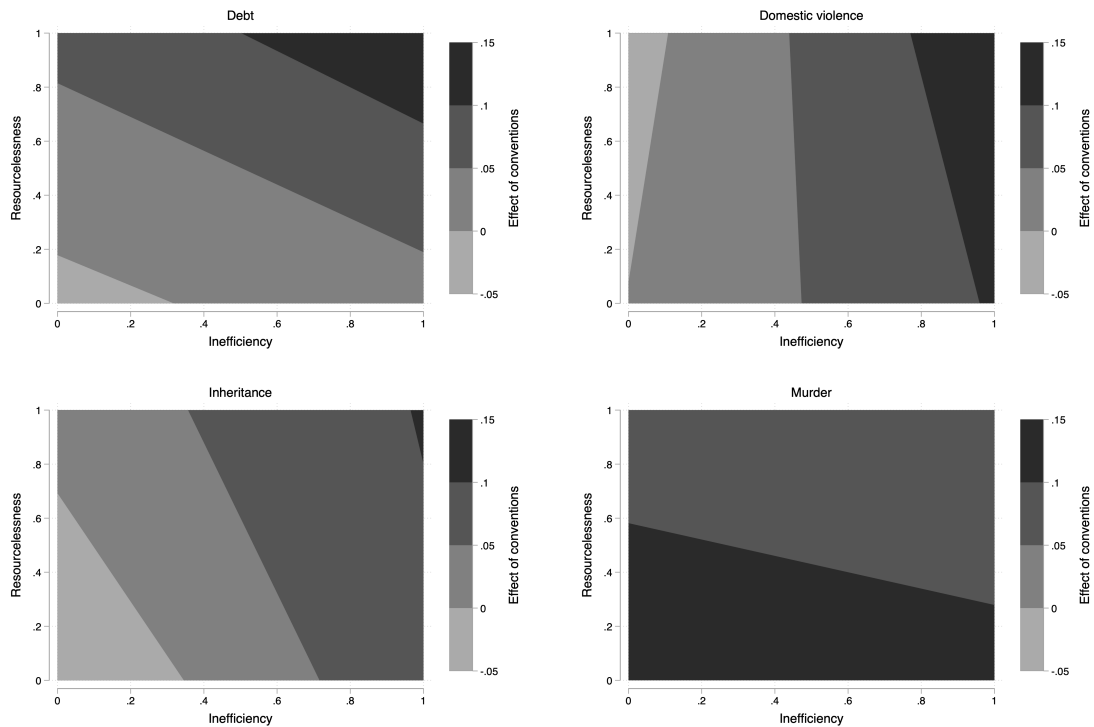 Debt
1
.8
.6
.4
.2
0
Resourcelessness
0 .2 .4 .6 .8 1
Inefficiency
.15
.1
.05
0
-.05
Effect of conventions
Domestic violence
1
.8
.6
.4
.2
0
Resourcelessness
0 .2 .4 .6 .8 1
Inefficiency
.15
.1
.05
0
-.05
Effect of conventions
Inheritance
1
.8
.6
.4
.2
0
Resourcelessness
0 .2 .4 .6 .8 1
Inefficiency
.15
.1
.05
0
-.05
Effect of conventions
Murder
1
.8
.6
.4
.2
0
Resourcelessness
0 .2 .4 .6 .8 1
Inefficiency
.15
.1
.05
0
-.05
Effect of conventions